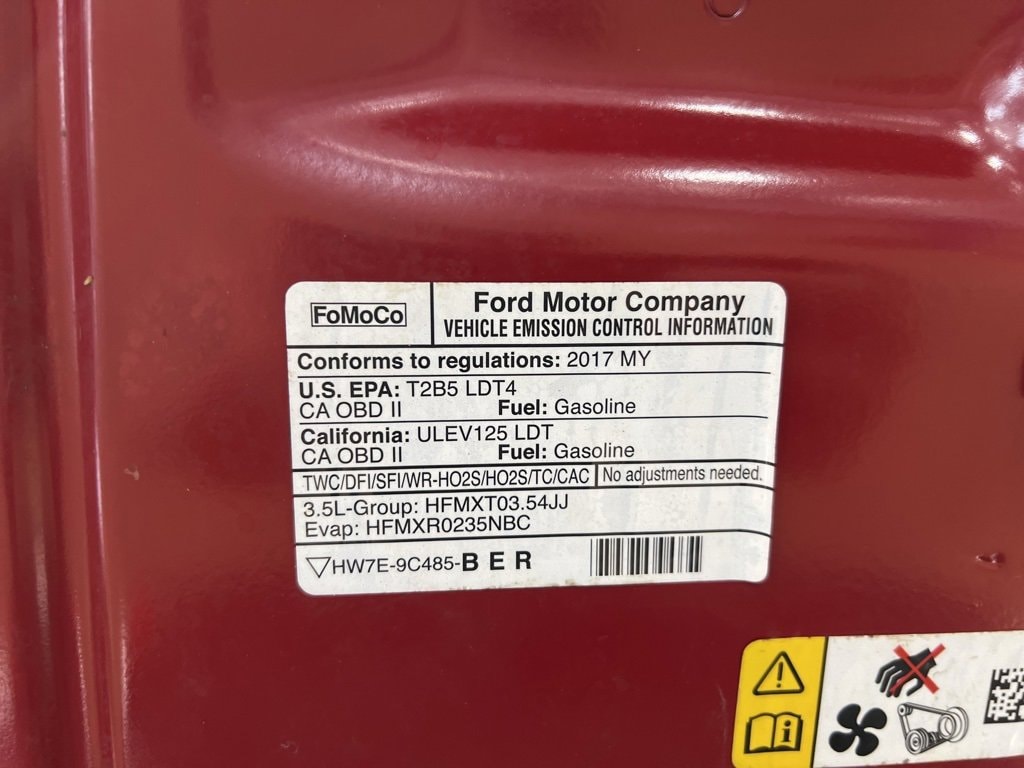 FoMoCo
Ford Motor Company
VEHICLE EMISSION CONTROL INFORMATION
Conforms to regulations: 2017 MY
U.S. EPA: T2B5 LDT4
CA OBD II Fuel: Gasoline
California: ULEV125 LDT
CA OBD II Fuel: Gasoline
TWC/DFI/SFI/WR-HO2S/HO2S/TC/CAC No adjustments needed.
3.5L-Group: HFMXT03.54JJ
Evap: HFMXR0235NBC
HW7E-9C485-B E R